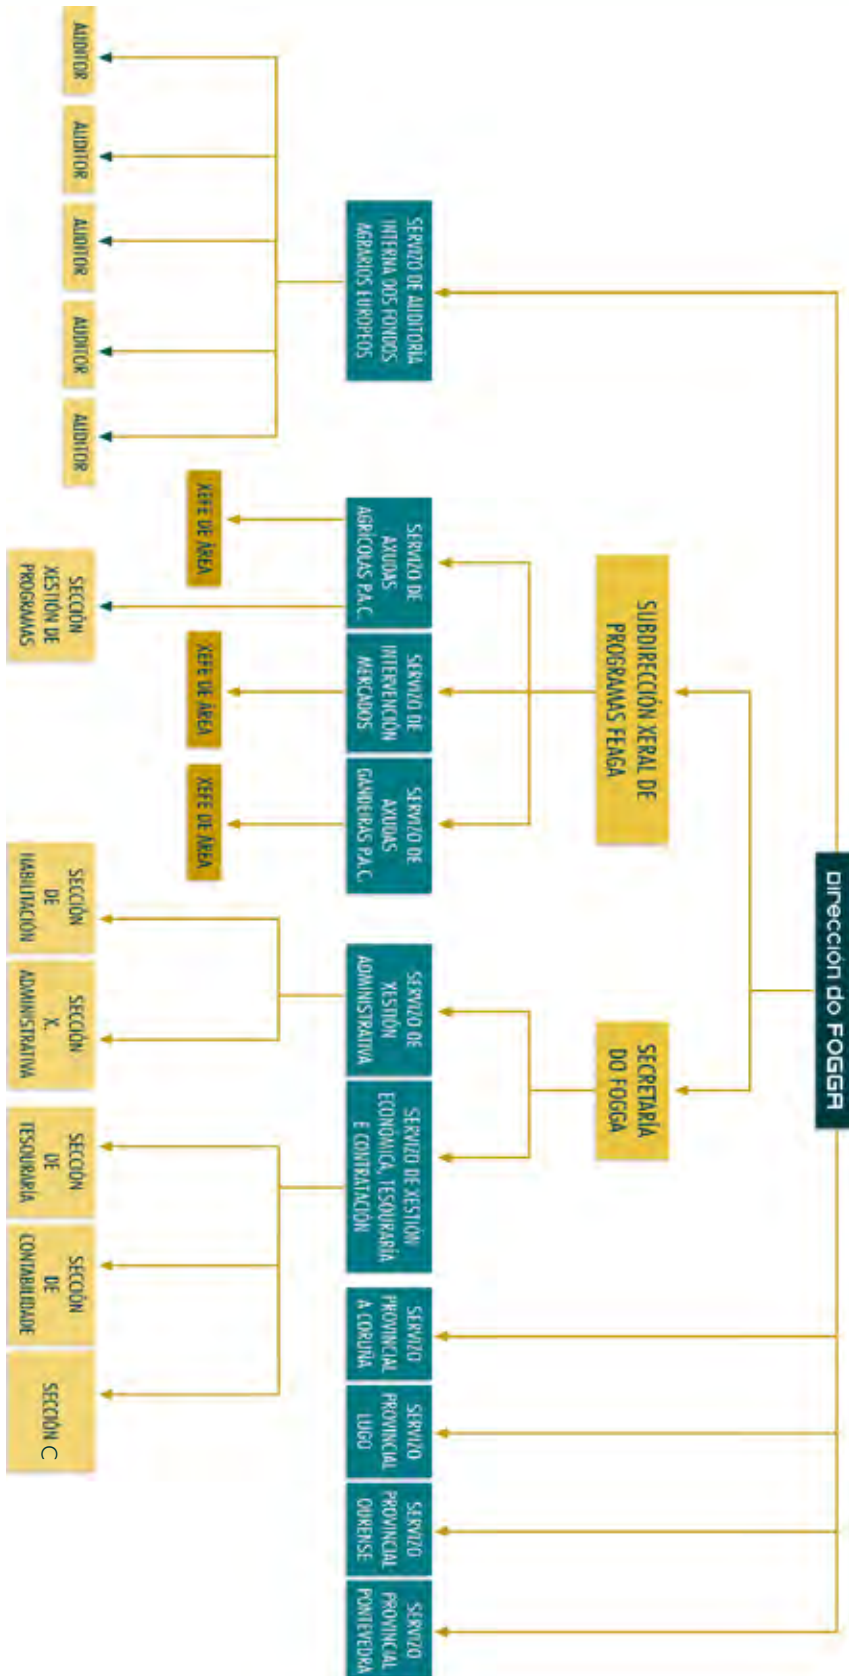 Dirección do FOGGA
SUBDIRECCIÓN XERAL DE
PROGRAMAS FEAGA
SECRETARÍA
DO FOGGA
SERVIZO DE AUDITORÍA
INTERNA DOS FONDOS
AGRARIOS EUROPEOS
SERVIZO DE
AXUDAS
AGRÍCOLAS P.A.C.
SERVIZO DE
INTERVENCIÓN
MERCADOS
SERVIZO DE
AXUDAS
GANDEIRAS P.A.C.
SERVIZO DE
XESTIÓN
ADMINISTRATIVA
SERVIZO DE XESTIÓN
ECONÓMICA, TESOURARÍA
E CONTRATACIÓN
SERVIZO
PROVINCIAL
A CORUÑA
SERVIZO
PROVINCIAL
LUGO
SERVIZO
PROVINCIAL
OURENSE
SERVIZO
PROVINCIAL
PONTEVEDRA
XEFE DE ÁREA
XEFE DE ÁREA
XEFE DE ÁREA
AUDITOR
AUDITOR
AUDITOR
AUDITOR
AUDITOR
SECCIÓN
XESTIÓN DE
PROGRAMAS
SECCIÓN
DE
HABILITACIÓN
SECCIÓN
X.
ADMINISTRATIVA
SECCIÓN
DE
TESOURARÍA
SECCIÓN
DE
CONTABILIDADE
SECCIÓN C